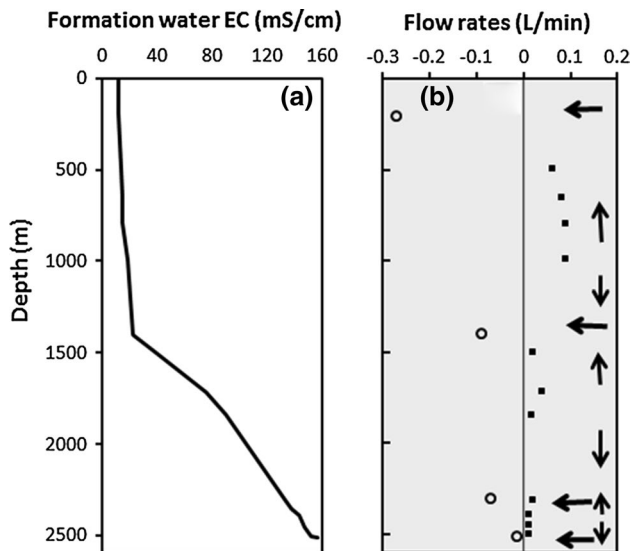 Formation water EC (mS/cm)
0 40 80 120 160
(a)
Depth (m)
0
500
1000
1500
2000
2500
Flow rates (L/min)
-0.3 -0.2 -0.1 0 0.1 0.2
(b)